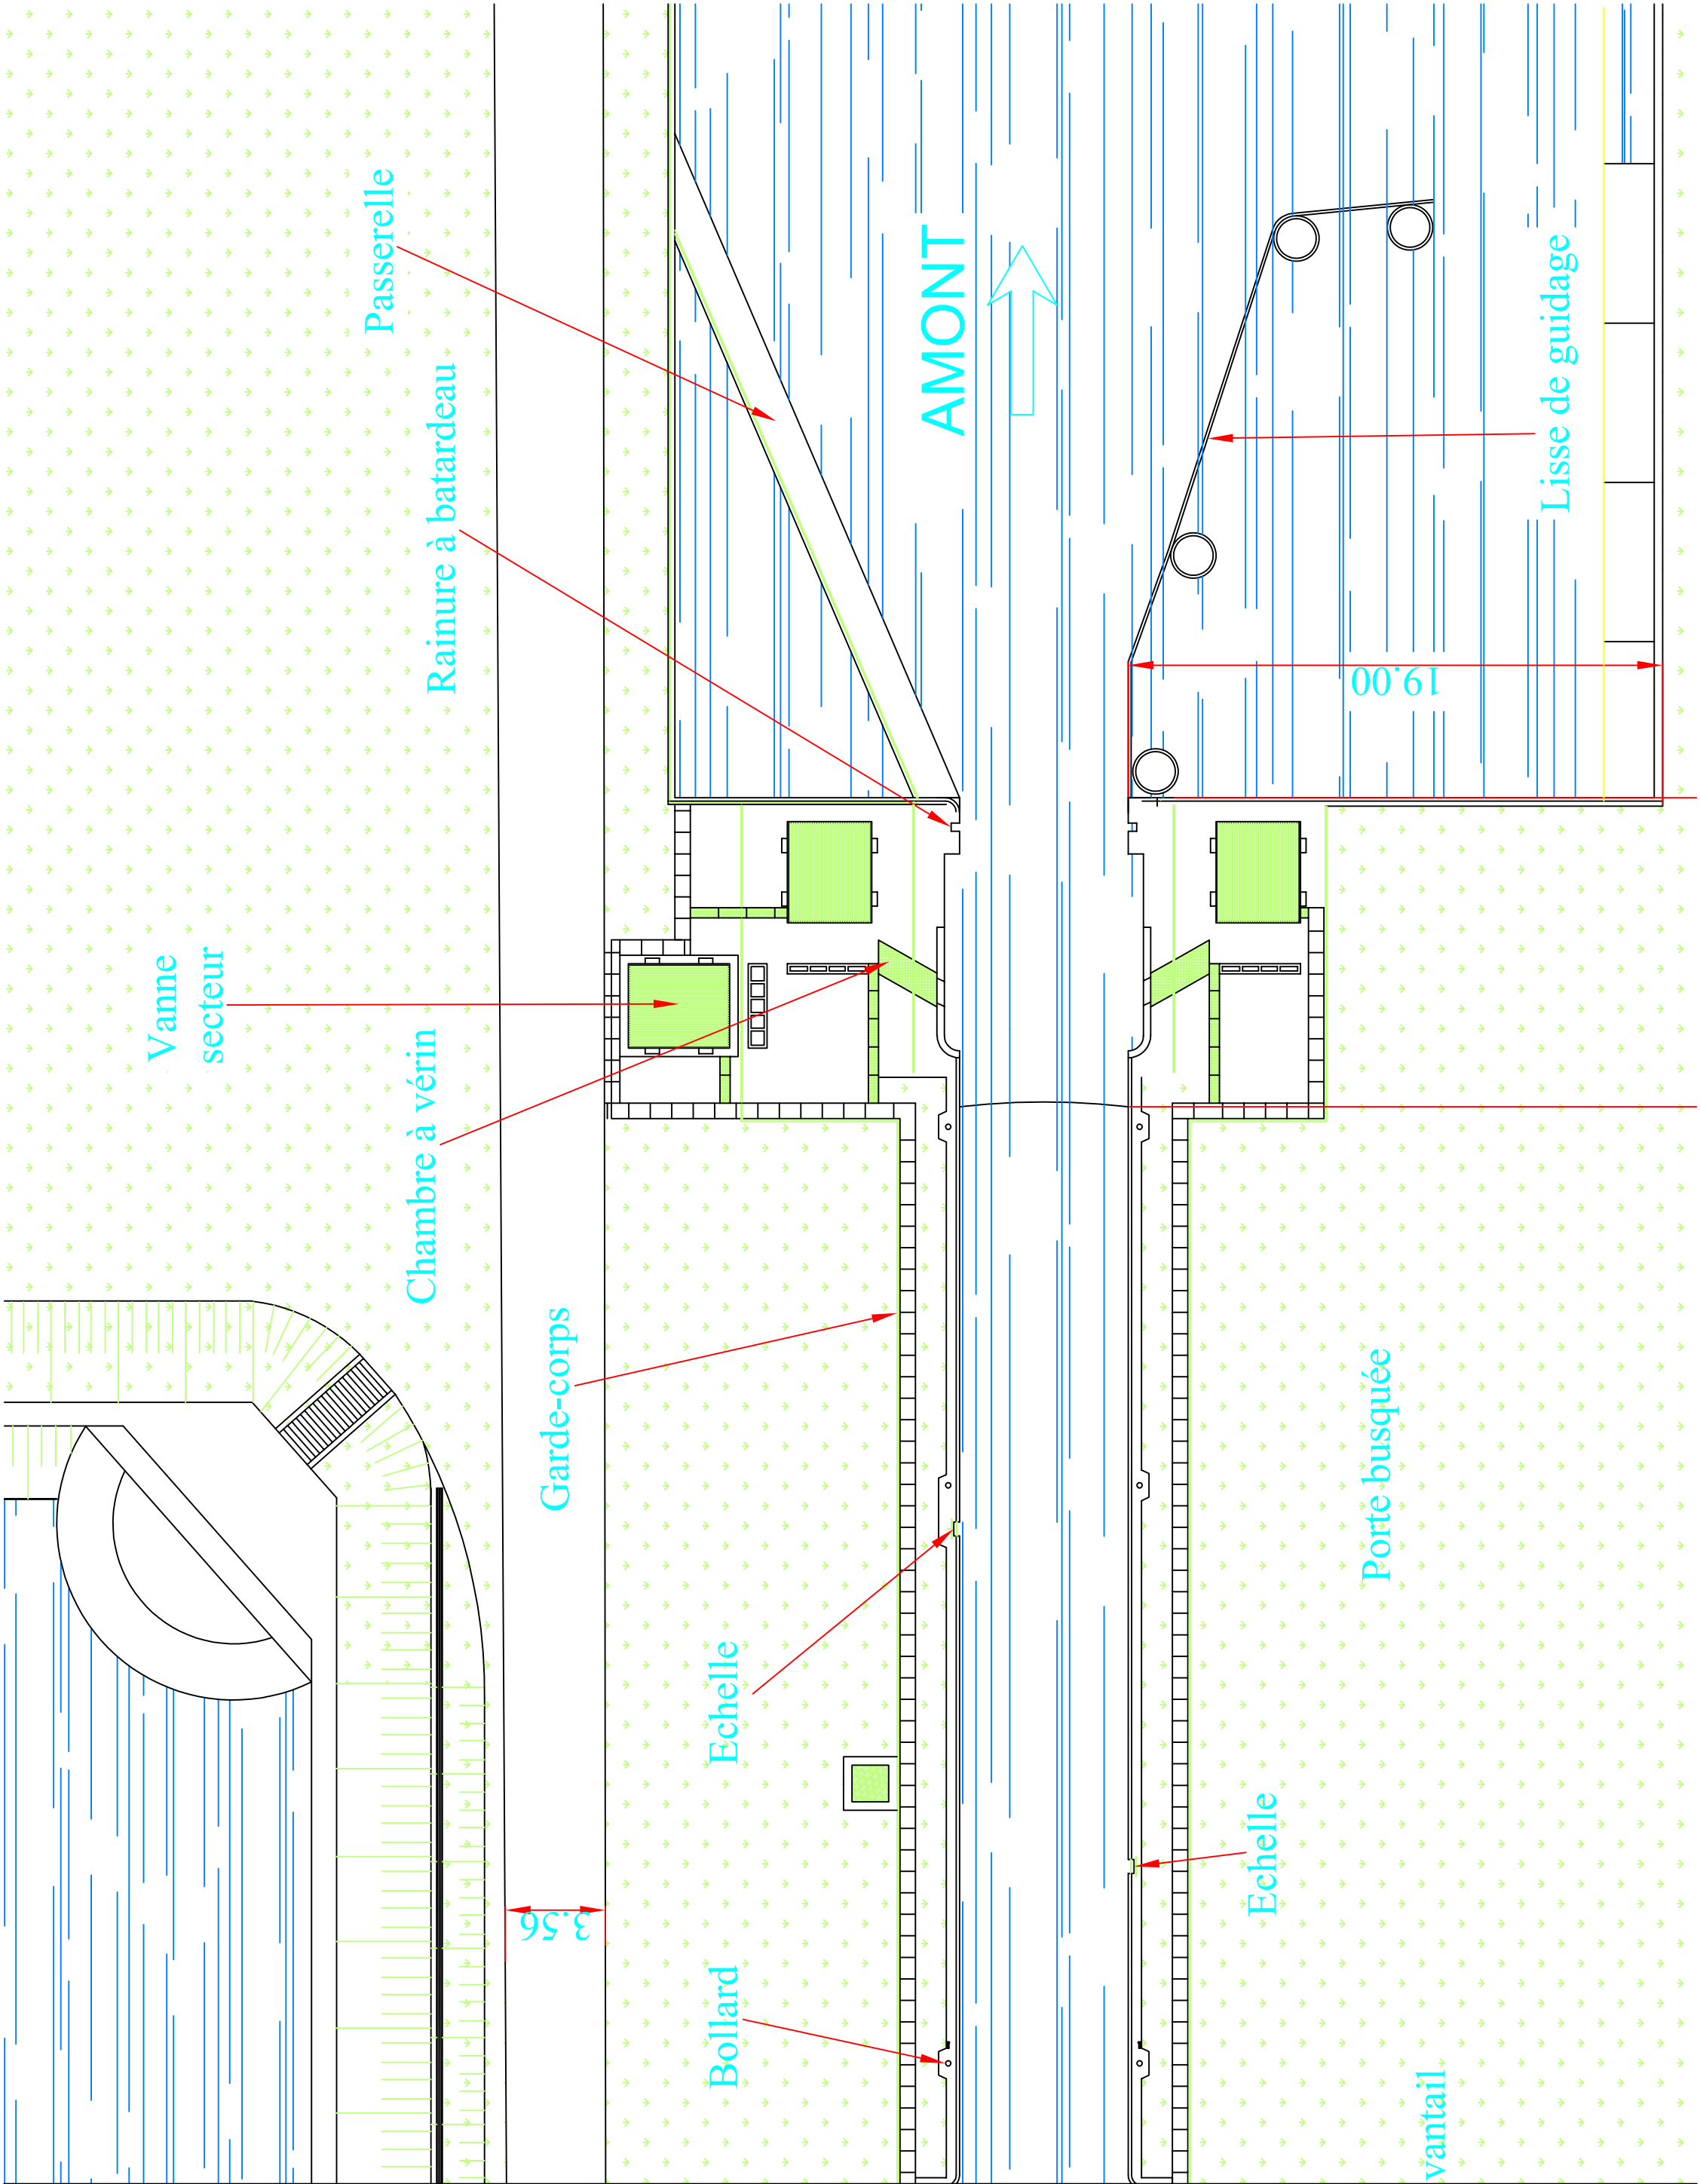 Passerelle
Rainure à batardeau
AMONT
Lisse de guidage
19.00
Vanne
secteur
Chambre à vérin
Garde-corps
Porte busquée
Echelle
Echelle
3.56
Bollard
vantail